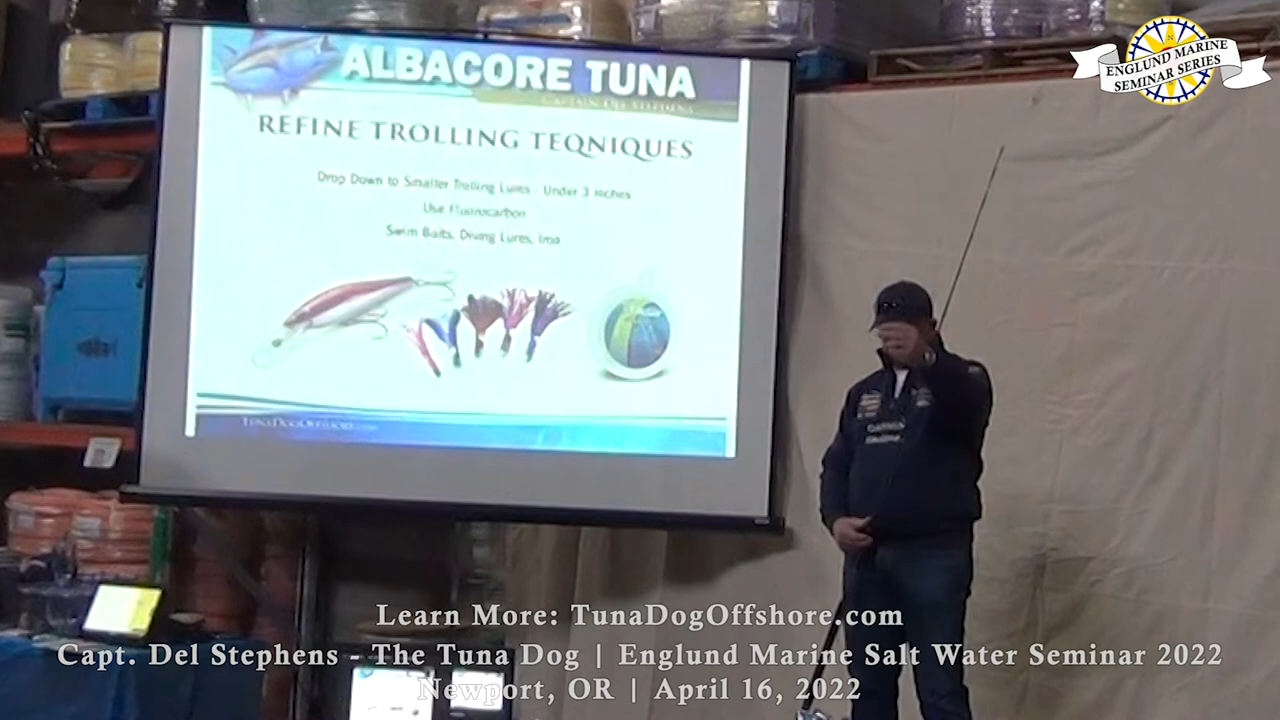 ENGLUND MARINE
SEMINAR SERIES
ALBACORE TUNA
CAPTAIN DEL STEPHENS
REFINE TROLLING TEQNIQUES
Drop Down to Smaller Trolling Lures - Under 3 inches
Use Fluorocarbon
Swim Baits, Diving Lures, Iron
TUNADOGOFFSHORE.COM
Learn More: TunaDogOffshore.com
Capt. Del Stephens - The Tuna Dog | Englund Marine Salt Water Seminar 2022
Newport, OR | April 16, 2022